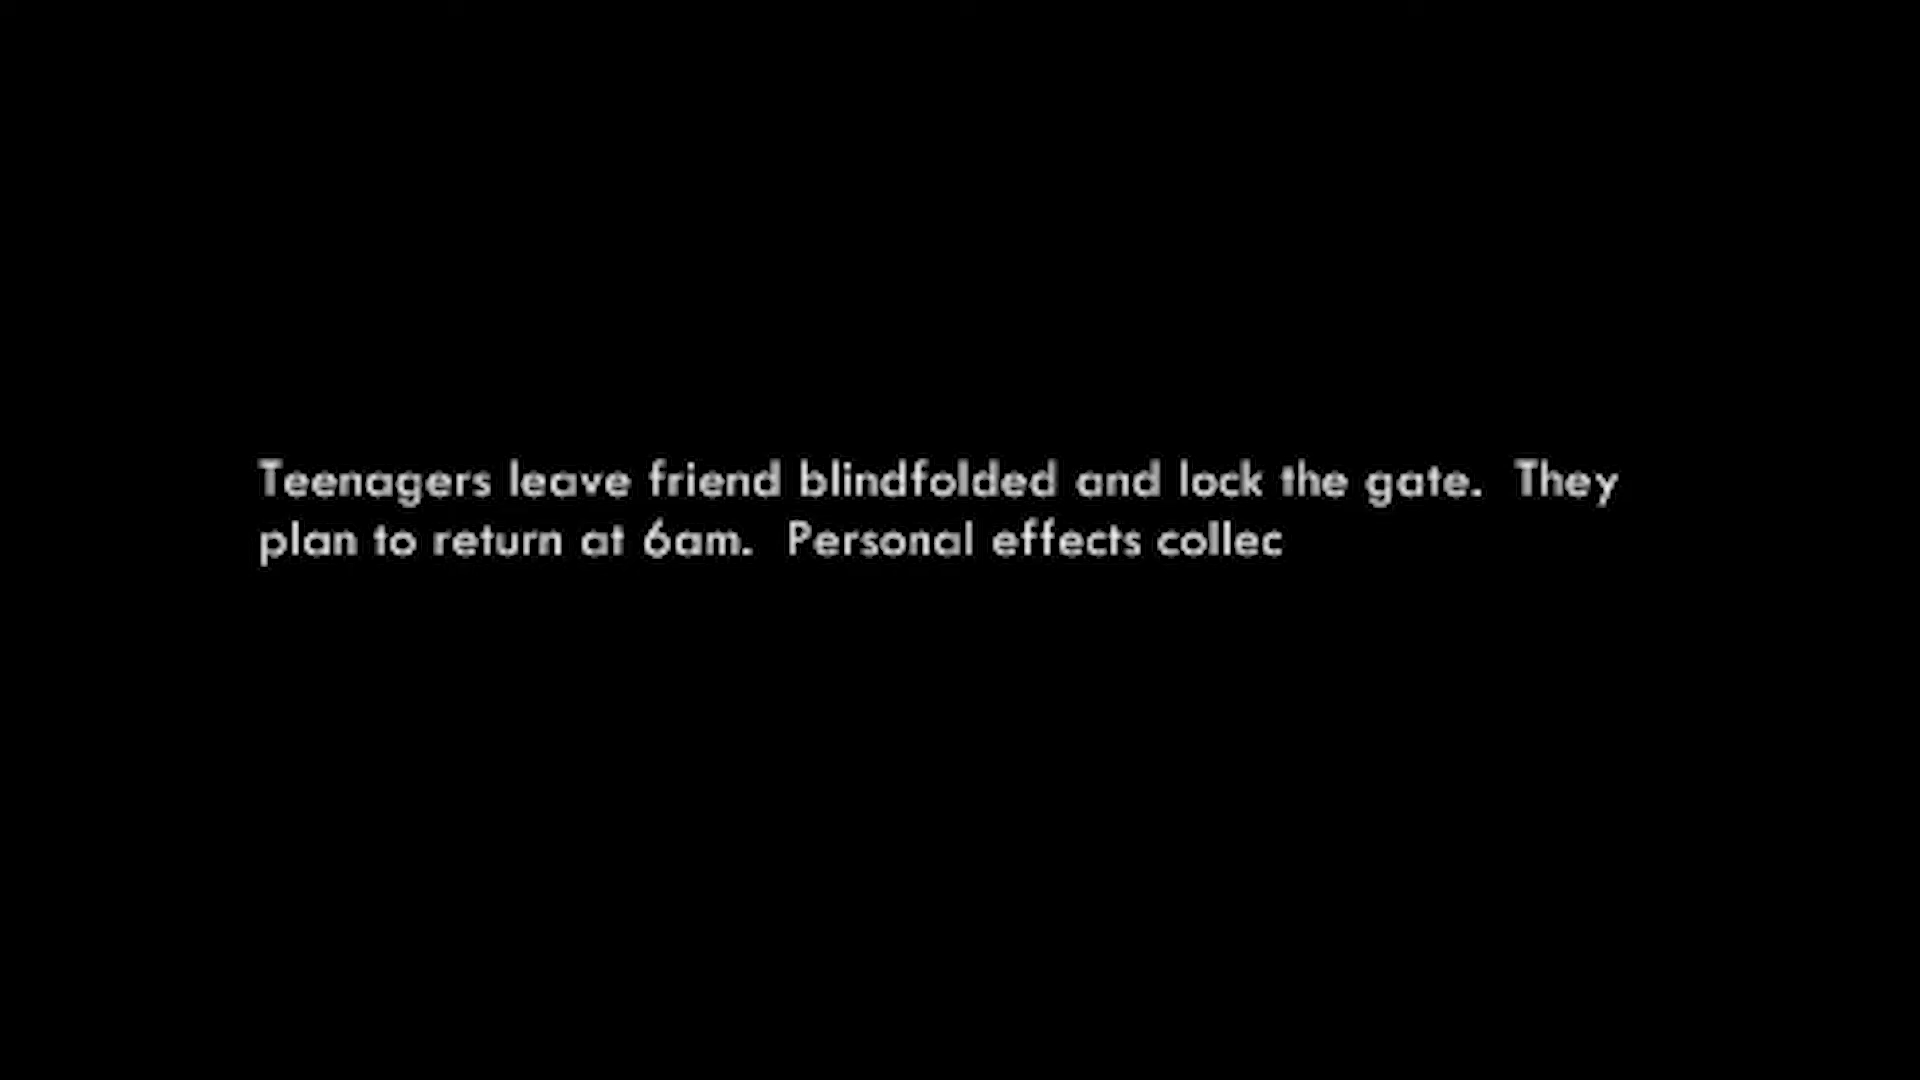 Teenagers leave friend blindfolded and lock the gate.  They
plan to return at 6am.  Personal effects collec